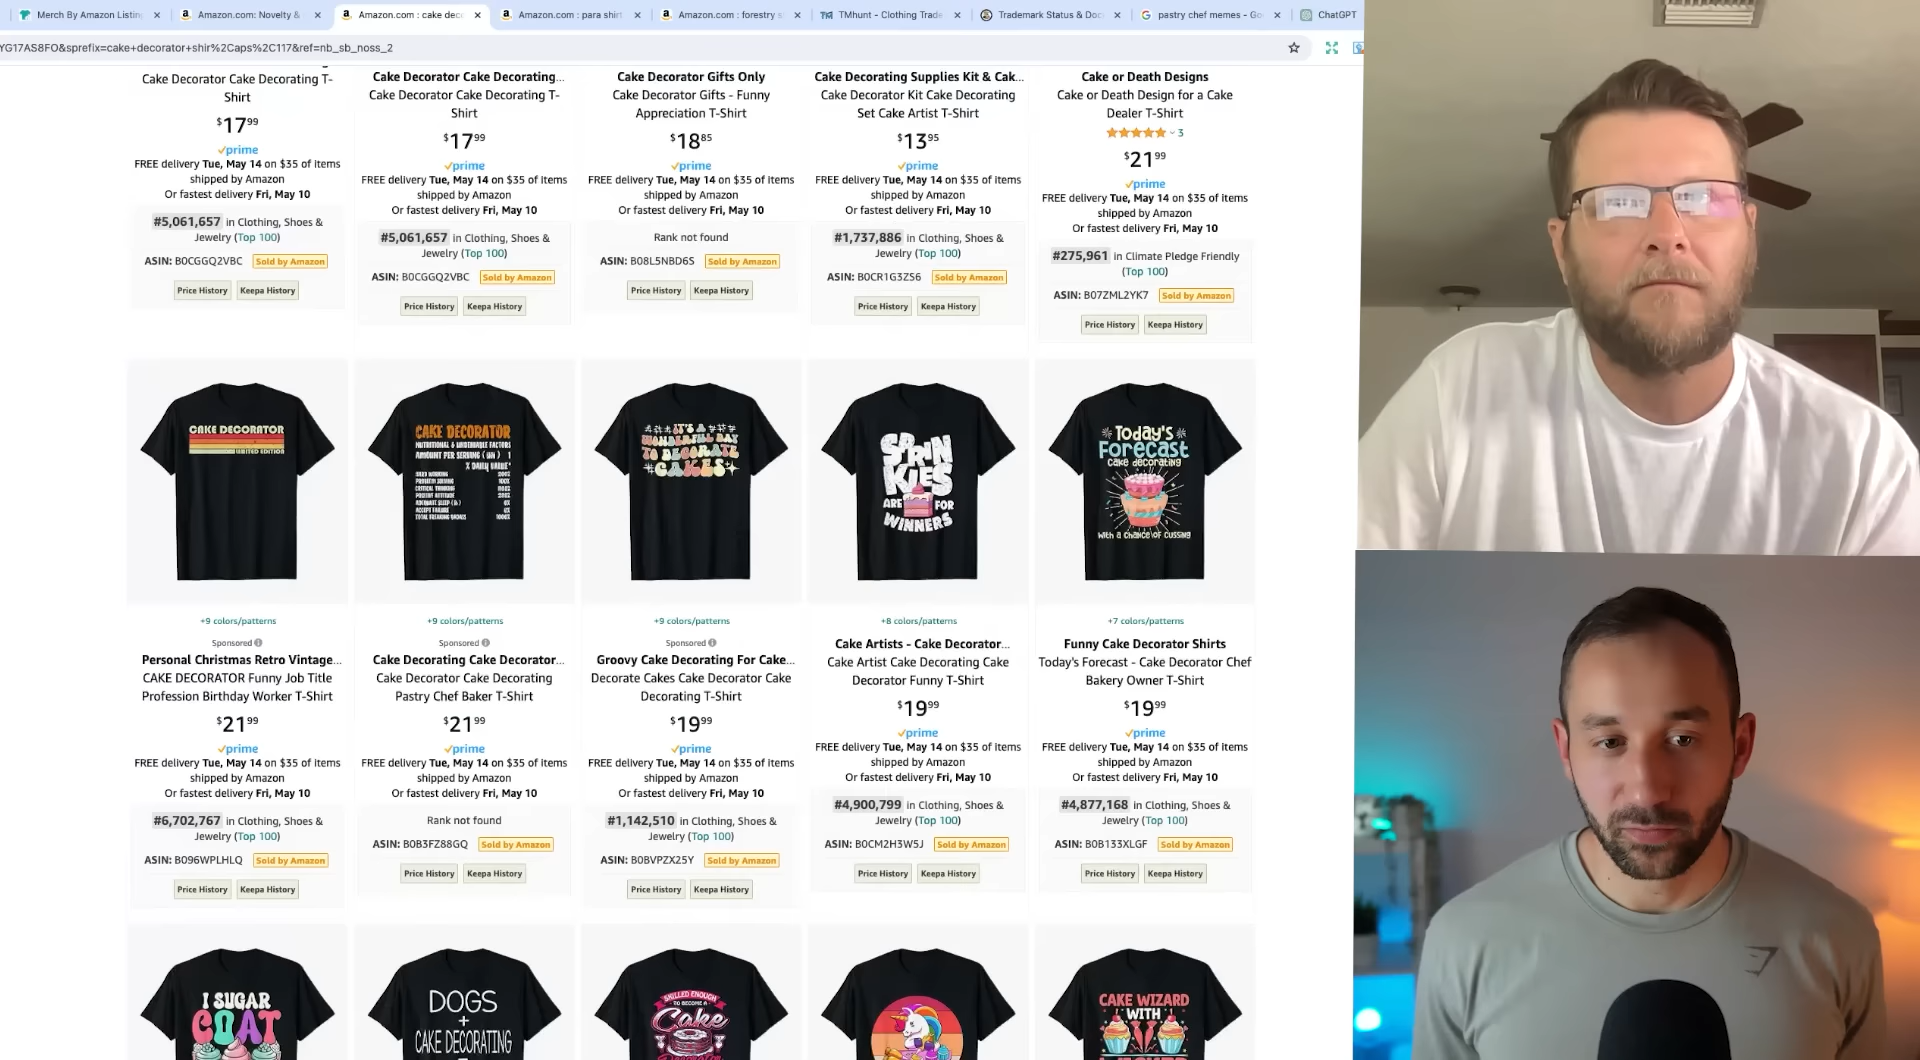 Merch By Amazon Listin
Amazon.com: Novelty &
Amazon.com : cake dec
Amazon.com : para shirt
Amazon.com : forestry s
TMhunt - Clothing Trade
Trademark Status & Doc
pastry chef memes - Go
ChatGPT
YG17AS8FO&sprefix=cake+decorator+shir%2Caps%2C117&ref=nb_sb_noss_2
Cake Decorator Cake Decorating T-
Shirt
$17.99
prime
FREE delivery Tue, May 14 on $35 of items
shipped by Amazon
Or fastest delivery Fri, May 10
#5,061,657 in Clothing, Shoes &
Jewelry (Top 100)
ASIN: B0CGGQ2VBC Sold by Amazon
Price History Keepa History
Cake Decorator Cake Decorating...
Cake Decorator Cake Decorating T-
Shirt
$17.99
prime
FREE delivery Tue, May 14 on $35 of items
shipped by Amazon
Or fastest delivery Fri, May 10
#5,061,657 in Clothing, Shoes &
Jewelry (Top 100)
ASIN: B0CGGQ2VBC Sold by Amazon
Price History Keepa History
Cake Decorator Gifts Only
Cake Decorator Gifts - Funny
Appreciation T-Shirt
$18.85
prime
FREE delivery Tue, May 14 on $35 of items
shipped by Amazon
Or fastest delivery Fri, May 10
Rank not found
ASIN: B08L5NBD6S Sold by Amazon
Price History Keepa History
Cake Decorating Supplies Kit & Cak...
Cake Decorator Kit Cake Decorating
Set Cake Artist T-Shirt
$13.95
prime
FREE delivery Tue, May 14 on $35 of items
shipped by Amazon
Or fastest delivery Fri, May 10
#1,737,886 in Clothing, Shoes &
Jewelry (Top 100)
ASIN: B0CR1G3ZS6 Sold by Amazon
Price History Keepa History
Cake or Death Designs
Cake or Death Design for a Cake
Dealer T-Shirt
3
$21.99
prime
FREE delivery Tue, May 14 on $35 of items
shipped by Amazon
Or fastest delivery Fri, May 10
#275,961 in Climate Pledge Friendly
(Top 100)
ASIN: B07ZML2YK7 Sold by Amazon
Price History Keepa History
CAKE DECORATOR
LIMITED EDITION
+9 colors/patterns
Sponsored
Personal Christmas Retro Vintage...
CAKE DECORATOR Funny Job Title
Profession Birthday Worker T-Shirt
$21.99
prime
FREE delivery Tue, May 14 on $35 of items
shipped by Amazon
Or fastest delivery Fri, May 10
#6,702,767 in Clothing, Shoes &
Jewelry (Top 100)
ASIN: B096WPLHLQ Sold by Amazon
Price History Keepa History
CAKE DECORATOR
NUTRITIONAL & UNDENIABLE FACTORS
AMOUNT PER SERVING
% DAILY VALUE*
HARD WORKING
PROBLEM SOLVING 100%
CRITICAL THINKING
POSITIVE ATTITUDE
ACCEPT FAILURE
+9 colors/patterns
Sponsored
Cake Decorating Cake Decorator...
Cake Decorator Cake Decorating
Pastry Chef Baker T-Shirt
$21.99
prime
FREE delivery Tue, May 14 on $35 of items
shipped by Amazon
Or fastest delivery Fri, May 10
Rank not found
ASIN: B0B3FZ88GQ Sold by Amazon
Price History Keepa History
IT'S A
WONDERFUL DAY
TO DECORATE
CAKES
+9 colors/patterns
Sponsored
Groovy Cake Decorating For Cake...
Decorate Cakes Cake Decorator Cake
Decorating T-Shirt
$19.99
prime
FREE delivery Tue, May 14 on $35 of items
shipped by Amazon
Or fastest delivery Fri, May 10
#1,142,510 in Clothing, Shoes &
Jewelry (Top 100)
ASIN: B0BVPZX25Y Sold by Amazon
Price History Keepa History
SPRIN
KLES
ARE FOR
WINNERS
+8 colors/patterns
Cake Artists - Cake Decorator...
Cake Artist Cake Decorating Cake
Decorator Funny T-Shirt
$19.99
prime
FREE delivery Tue, May 14 on $35 of items
shipped by Amazon
Or fastest delivery Fri, May 10
#4,900,799 in Clothing, Shoes &
Jewelry (Top 100)
ASIN: B0CM2H3W5J Sold by Amazon
Price History Keepa History
Today's
Forecast
cake decorating
with a chance of cussing
+7 colors/patterns
Funny Cake Decorator Shirts
Today's Forecast - Cake Decorator Chef
Bakery Owner T-Shirt
$19.99
prime
FREE delivery Tue, May 14 on $35 of items
shipped by Amazon
Or fastest delivery Fri, May 10
#4,877,168 in Clothing, Shoes &
Jewelry (Top 100)
ASIN: B0B133XLGF Sold by Amazon
Price History Keepa History
I SUGAR
COAT
DOGS
+
CAKE DECORATING
SKILLED ENOUGH
TO BECOME A
Cake
CAKE WIZARD
WITH